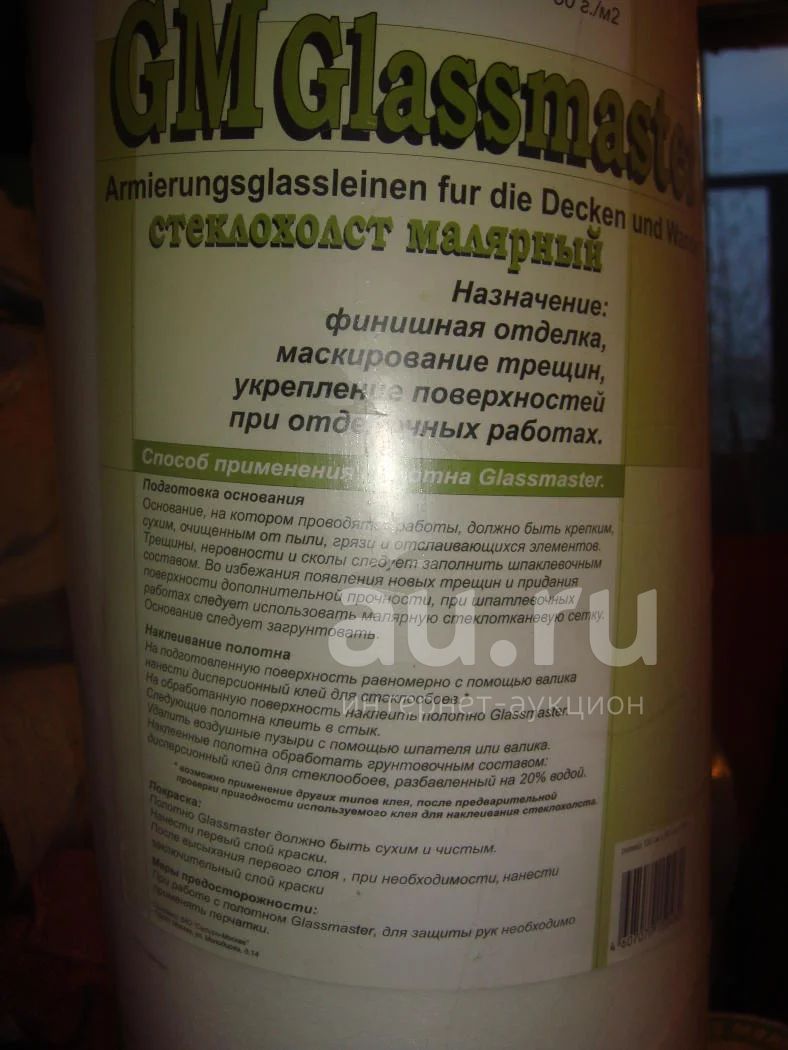 0 г./м2
GM Glassmaster
Armierungsglassleinen fur die Decken und Wande
стеклохолст малярный
Назначение:
финишная отделка,
маскирование трещин,
укрепление поверхностей
при отделочных работах.
Способ применения полотна Glassmaster.
Подготовка основания
Основание, на котором проводятся работы, должно быть крепким,
сухим, очищенным от пыли, грязи и отслаивающихся элементов.
Трещины, неровности и сколы следует заполнить шпаклевочным
составом. Во избежания появления новых трещин и придания
поверхности дополнительной прочности, при шпатлевочных
работах следует использовать малярную стеклотканевую сетку.
Основание следует загрунтовать.
Наклеивание полотна
На подготовленную поверхность равномерно с помощью валика
нанести дисперсионный клей для стеклообоев.*
На обработанную поверхность наклеить полотно Glassmaster.
Следующие полотна клеить в стык.
Удалить воздушные пузыри с помощью шпателя или валика.
Наклеенные полотна обработать грунтовочным составом:
дисперсионный клей для стеклообоев, разбавленный на 20% водой.
* возможно применение других типов клея, после предварительной
проверки пригодности используемого клея для наклеивания стеклохолста.
Покраска:
Полотно Glassmaster должно быть сухим и чистым.
Нанести первый слой краски.
После высыхания первого слоя, при необходимости, нанести
заключительный слой краски
Меры предосторожности:
При работе с полотном Glassmaster, для защиты рук необходимо
применять перчатки.
au.ru
интернет-аукцион